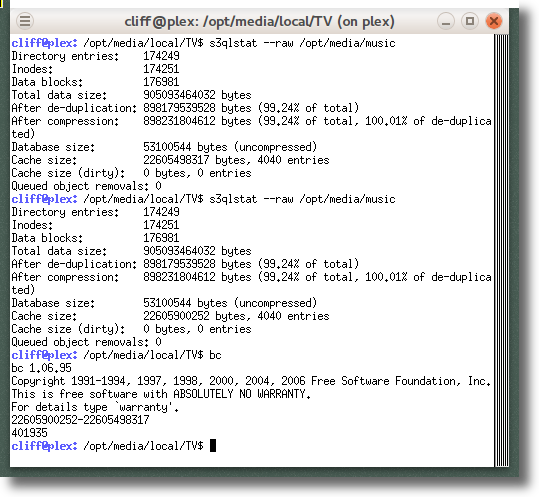 cliff@plex: /opt/media/local/TV (on plex)
cliff@plex: /opt/media/local/TV$ s3qlstat --raw /opt/media/music
Directory entries:    174249
Inodes:               174251
Data blocks:          176981
Total data size:      905093464032 bytes
After de-duplication: 898179539528 bytes (99.24% of total)
After compression:    898231804612 bytes (99.24% of total, 100.01% of de-duplica
ted)
Database size:        53100544 bytes (uncompressed)
Cache size:           22605498317 bytes, 4040 entries
Cache size (dirty):   0 bytes, 0 entries
Queued object removals: 0
cliff@plex: /opt/media/local/TV$ s3qlstat --raw /opt/media/music
Directory entries:    174249
Inodes:               174251
Data blocks:          176981
Total data size:      905093464032 bytes
After de-duplication: 898179539528 bytes (99.24% of total)
After compression:    898231804612 bytes (99.24% of total, 100.01% of de-duplica
ted)
Database size:        53100544 bytes (uncompressed)
Cache size:           22605900252 bytes, 4040 entries
Cache size (dirty):   0 bytes, 0 entries
Queued object removals: 0
cliff@plex: /opt/media/local/TV$ bc
bc 1.06.95
Copyright 1991-1994, 1997, 1998, 2000, 2004, 2006 Free Software Foundation, Inc.
This is free software with ABSOLUTELY NO WARRANTY.
For details type `warranty'.
22605900252-22605498317
401935
cliff@plex: /opt/media/local/TV$